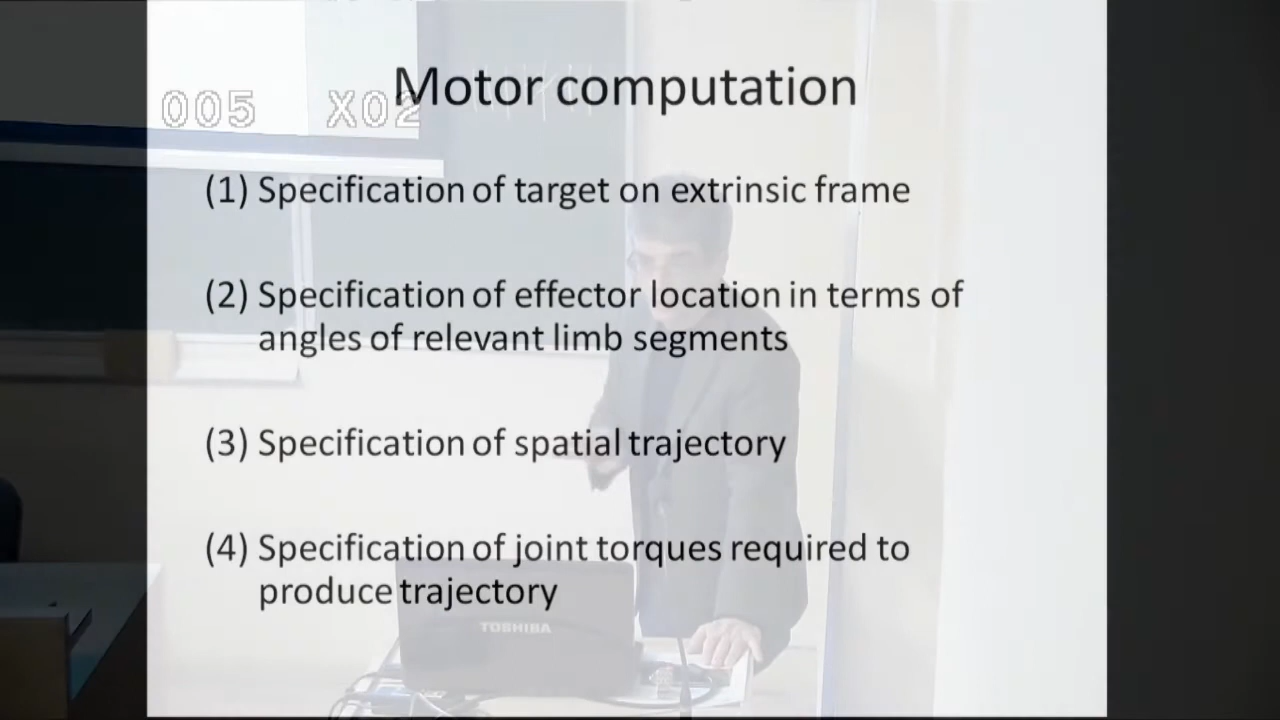 Motor computation
005 X02
(1) Specification of target on extrinsic frame
(2) Specification of effector location in terms of
angles of relevant limb segments
(3) Specification of spatial trajectory
(4) Specification of joint torques required to
produce trajectory
TOSHIBA